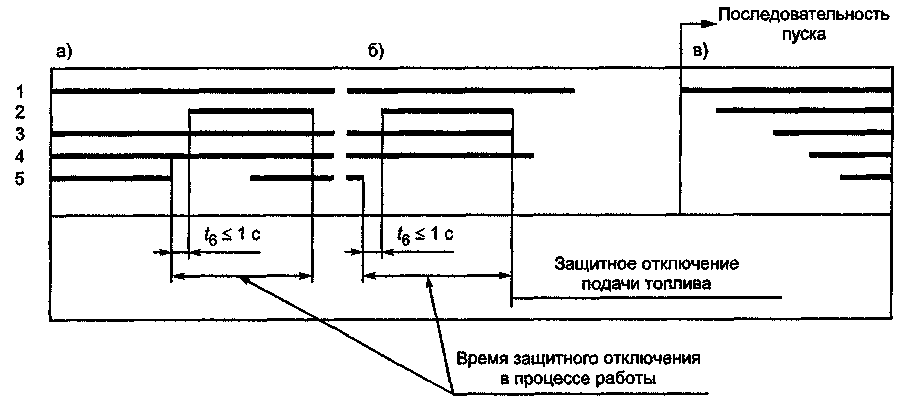 Последовательность
пуска
а)
б)
в)
1
2
3
4
5
t6 ≤ 1 с
t6 ≤ 1 с
Защитное отключение
подачи топлива
Время защитного отключения
в процессе работы